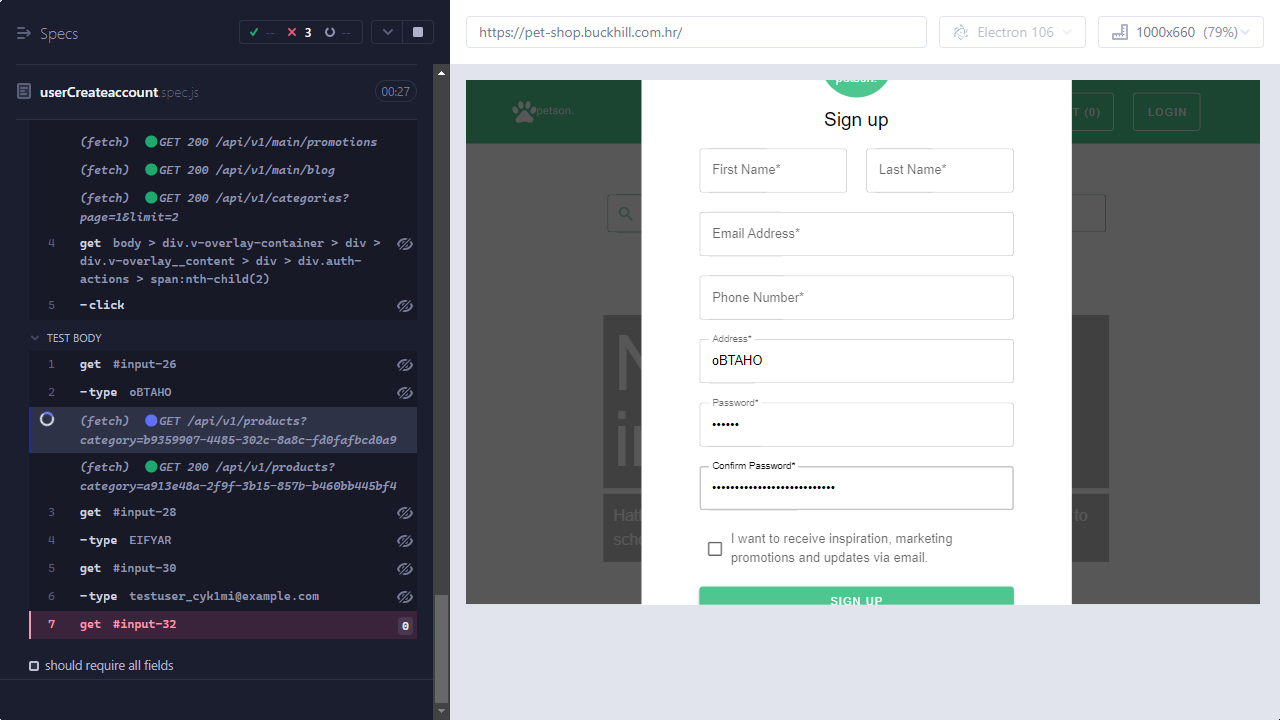 Specs
--
3
--
userCreateaccount.spec.js
00:27
(fetch) GET 200 /api/v1/main/promotions
(fetch) GET 200 /api/v1/main/blog
(fetch) GET 200 /api/v1/categories?
page=1&limit=2
4 get body > div.v-overlay-container > div >
div.v-overlay__content > div > div.auth-
actions > span:nth-child(2)
5 -click
TEST BODY
1 get #input-26
2 -type oBTAHO
(fetch) GET /api/v1/products?
category=b9359907-4485-302c-8a8c-fd0fafbcd0a9
(fetch) GET 200 /api/v1/products?
category=a913e48a-2f9f-3b15-857b-b460bb445bf4
3 get #input-28
4 -type EIFYAR
5 get #input-30
6 -type testuser_cyk1mi@example.com
7 get #input-32 0
should require all fields
https://pet-shop.buckhill.com.hr/
Electron 106
1000x660 (79%)
petson.
petson.
T (0)
LOGIN
Sign up
First Name*
Last Name*
Email Address*
Phone Number*
Address*
oBTAHO
Password*
••••••
Confirm Password*
•••••••••••••••••••••••••••
I want to receive inspiration, marketing
promotions and updates via email.
SIGN UP
N
i
Hatt
to
sch